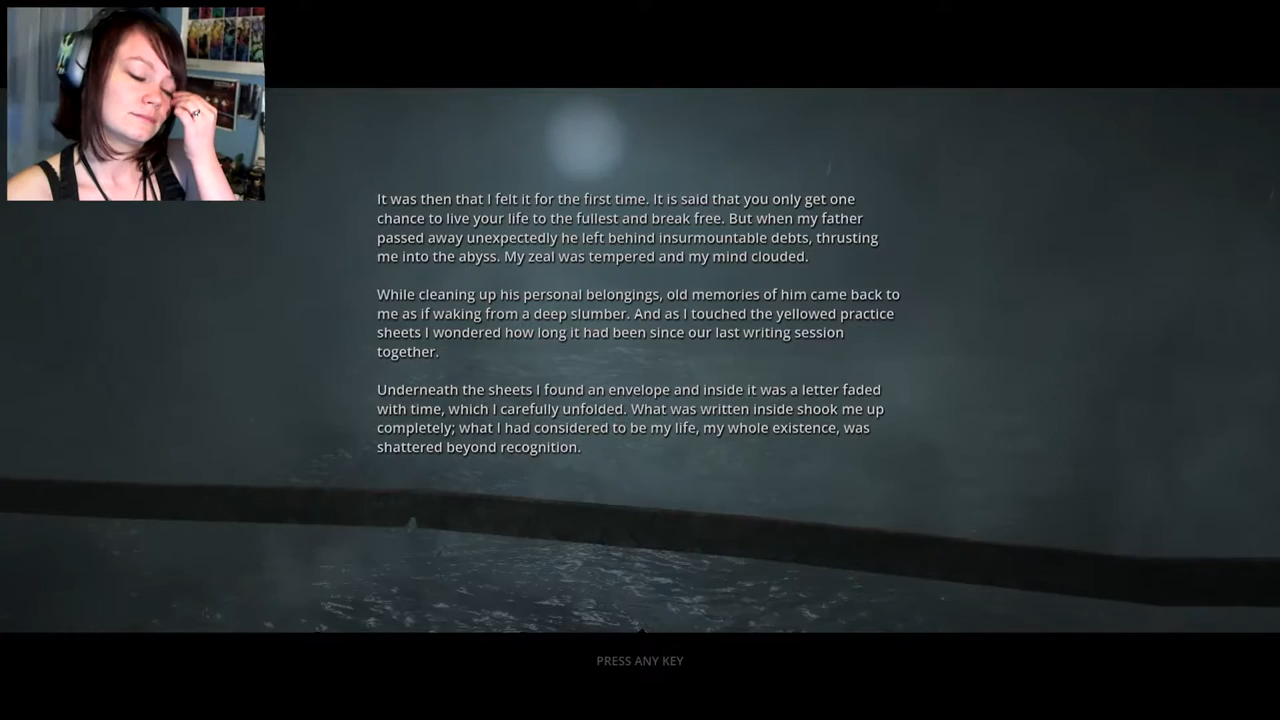 It was then that I felt it for the first time. It is said that you only get one
chance to live your life to the fullest and break free. But when my father
passed away unexpectedly he left behind insurmountable debts, thrusting
me into the abyss. My zeal was tempered and my mind clouded.
While cleaning up his personal belongings, old memories of him came back to
me as if waking from a deep slumber. And as I touched the yellowed practice
sheets I wondered how long it had been since our last writing session
together.
Underneath the sheets I found an envelope and inside it was a letter faded
with time, which I carefully unfolded. What was written inside shook me up
completely; what I had considered to be my life, my whole existence, was
shattered beyond recognition.
PRESS ANY KEY